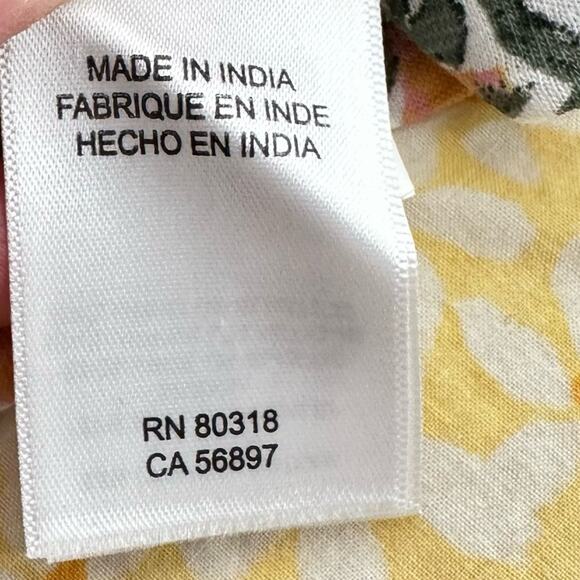 MADE IN INDIA
FABRIQUE EN INDE
HECHO EN INDIA
RN 80318
CA 56897